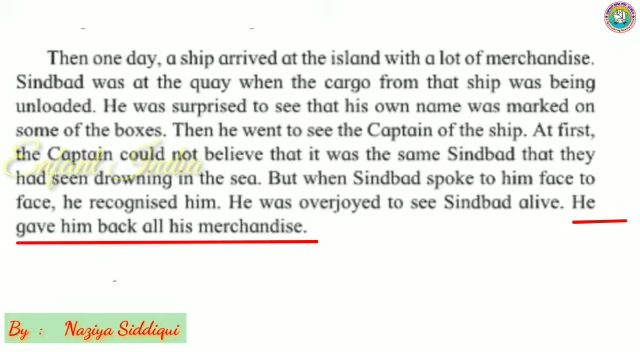 Then one day, a ship arrived at the island with a lot of merchandise.
Sindbad was at the quay when the cargo from that ship was being
unloaded. He was surprised to see that his own name was marked on
some of the boxes. Then he went to see the Captain of the ship. At first,
the Captain could not believe that it was the same Sindbad that they
had seen drowning in the sea. But when Sindbad spoke to him face to
face, he recognised him. He was overjoyed to see Sindbad alive. He
gave him back all his merchandise.
Enfant India
By : Naziya Siddiqui